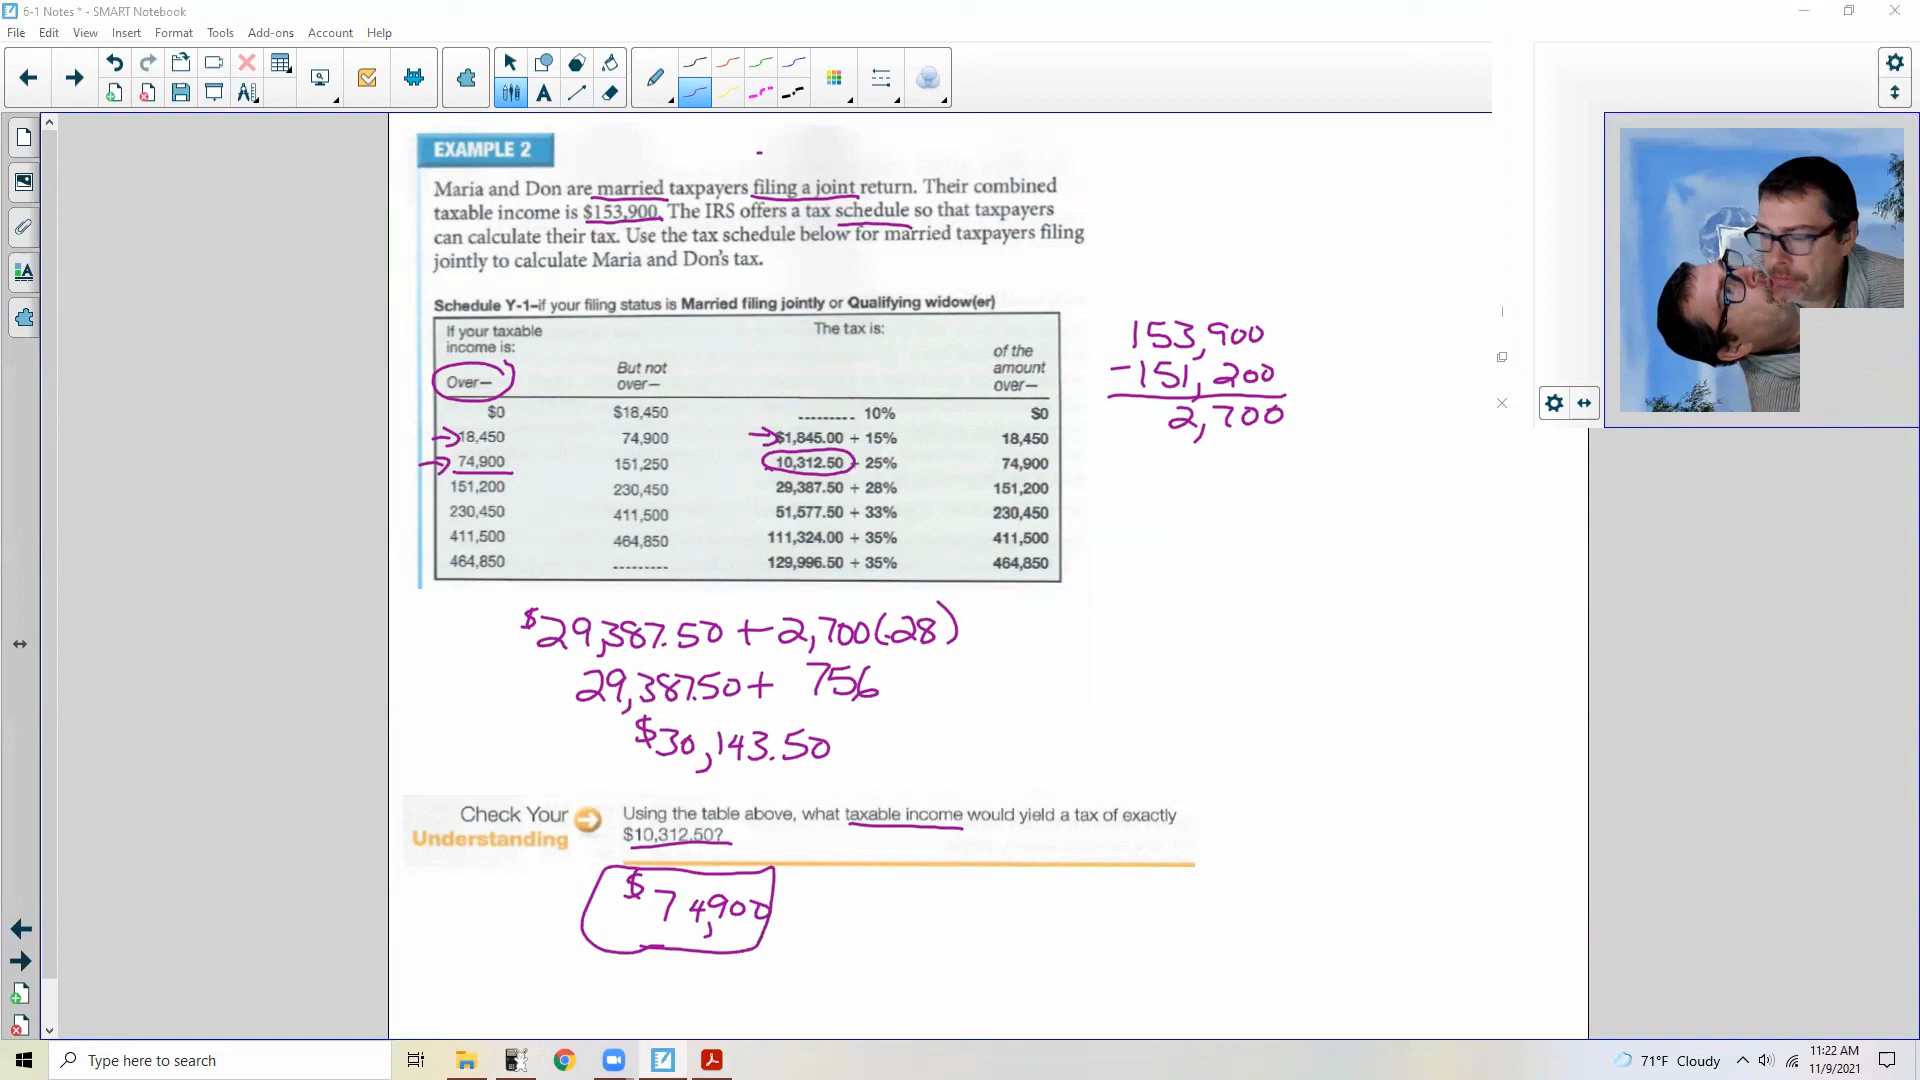 6-1 Notes * - SMART Notebook
File Edit View Insert Format Tools Add-ons Account Help
EXAMPLE 2
Maria and Don are married taxpayers filing a joint return. Their combined
taxable income is $153,900. The IRS offers a tax schedule so that taxpayers
can calculate their tax. Use the tax schedule below for married taxpayers filing
jointly to calculate Maria and Don's tax.
Schedule Y-1–if your filing status is Married filing jointly or Qualifying widow(er)
If your taxable
income is:
The tax is:
Over—
But not
over—
of the
amount
over—
$0 $18,450 --------- 10% $0
18,450 74,900 $1,845.00 + 15% 18,450
74,900 151,250 10,312.50 + 25% 74,900
151,200 230,450 29,387.50 + 28% 151,200
230,450 411,500 51,577.50 + 33% 230,450
411,500 464,850 111,324.00 + 35% 411,500
464,850 --------- 129,996.50 + 35% 464,850
153,900
-151,200
2,700
$29,387.50 + 2,700(.28)
29,387.50 + 756
$30,143.50
Check Your
Understanding
Using the table above, what taxable income would yield a tax of exactly
$10,312.50?
$74,900
Type here to search
71°F Cloudy
11:22 AM
11/9/2021